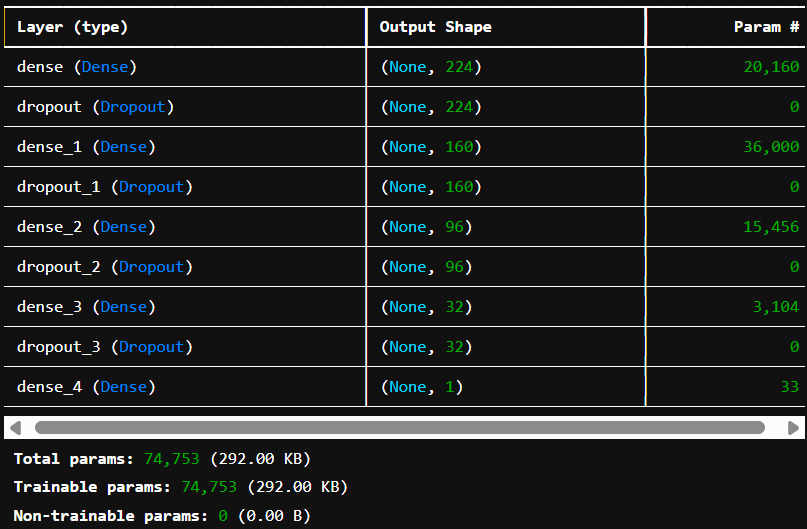 Layer (type) Output Shape Param #
dense (Dense) (None, 224) 20,160
dropout (Dropout) (None, 224) 0
dense_1 (Dense) (None, 160) 36,000
dropout_1 (Dropout) (None, 160) 0
dense_2 (Dense) (None, 96) 15,456
dropout_2 (Dropout) (None, 96) 0
dense_3 (Dense) (None, 32) 3,104
dropout_3 (Dropout) (None, 32) 0
dense_4 (Dense) (None, 1) 33
Total params: 74,753 (292.00 KB)
Trainable params: 74,753 (292.00 KB)
Non-trainable params: 0 (0.00 B)